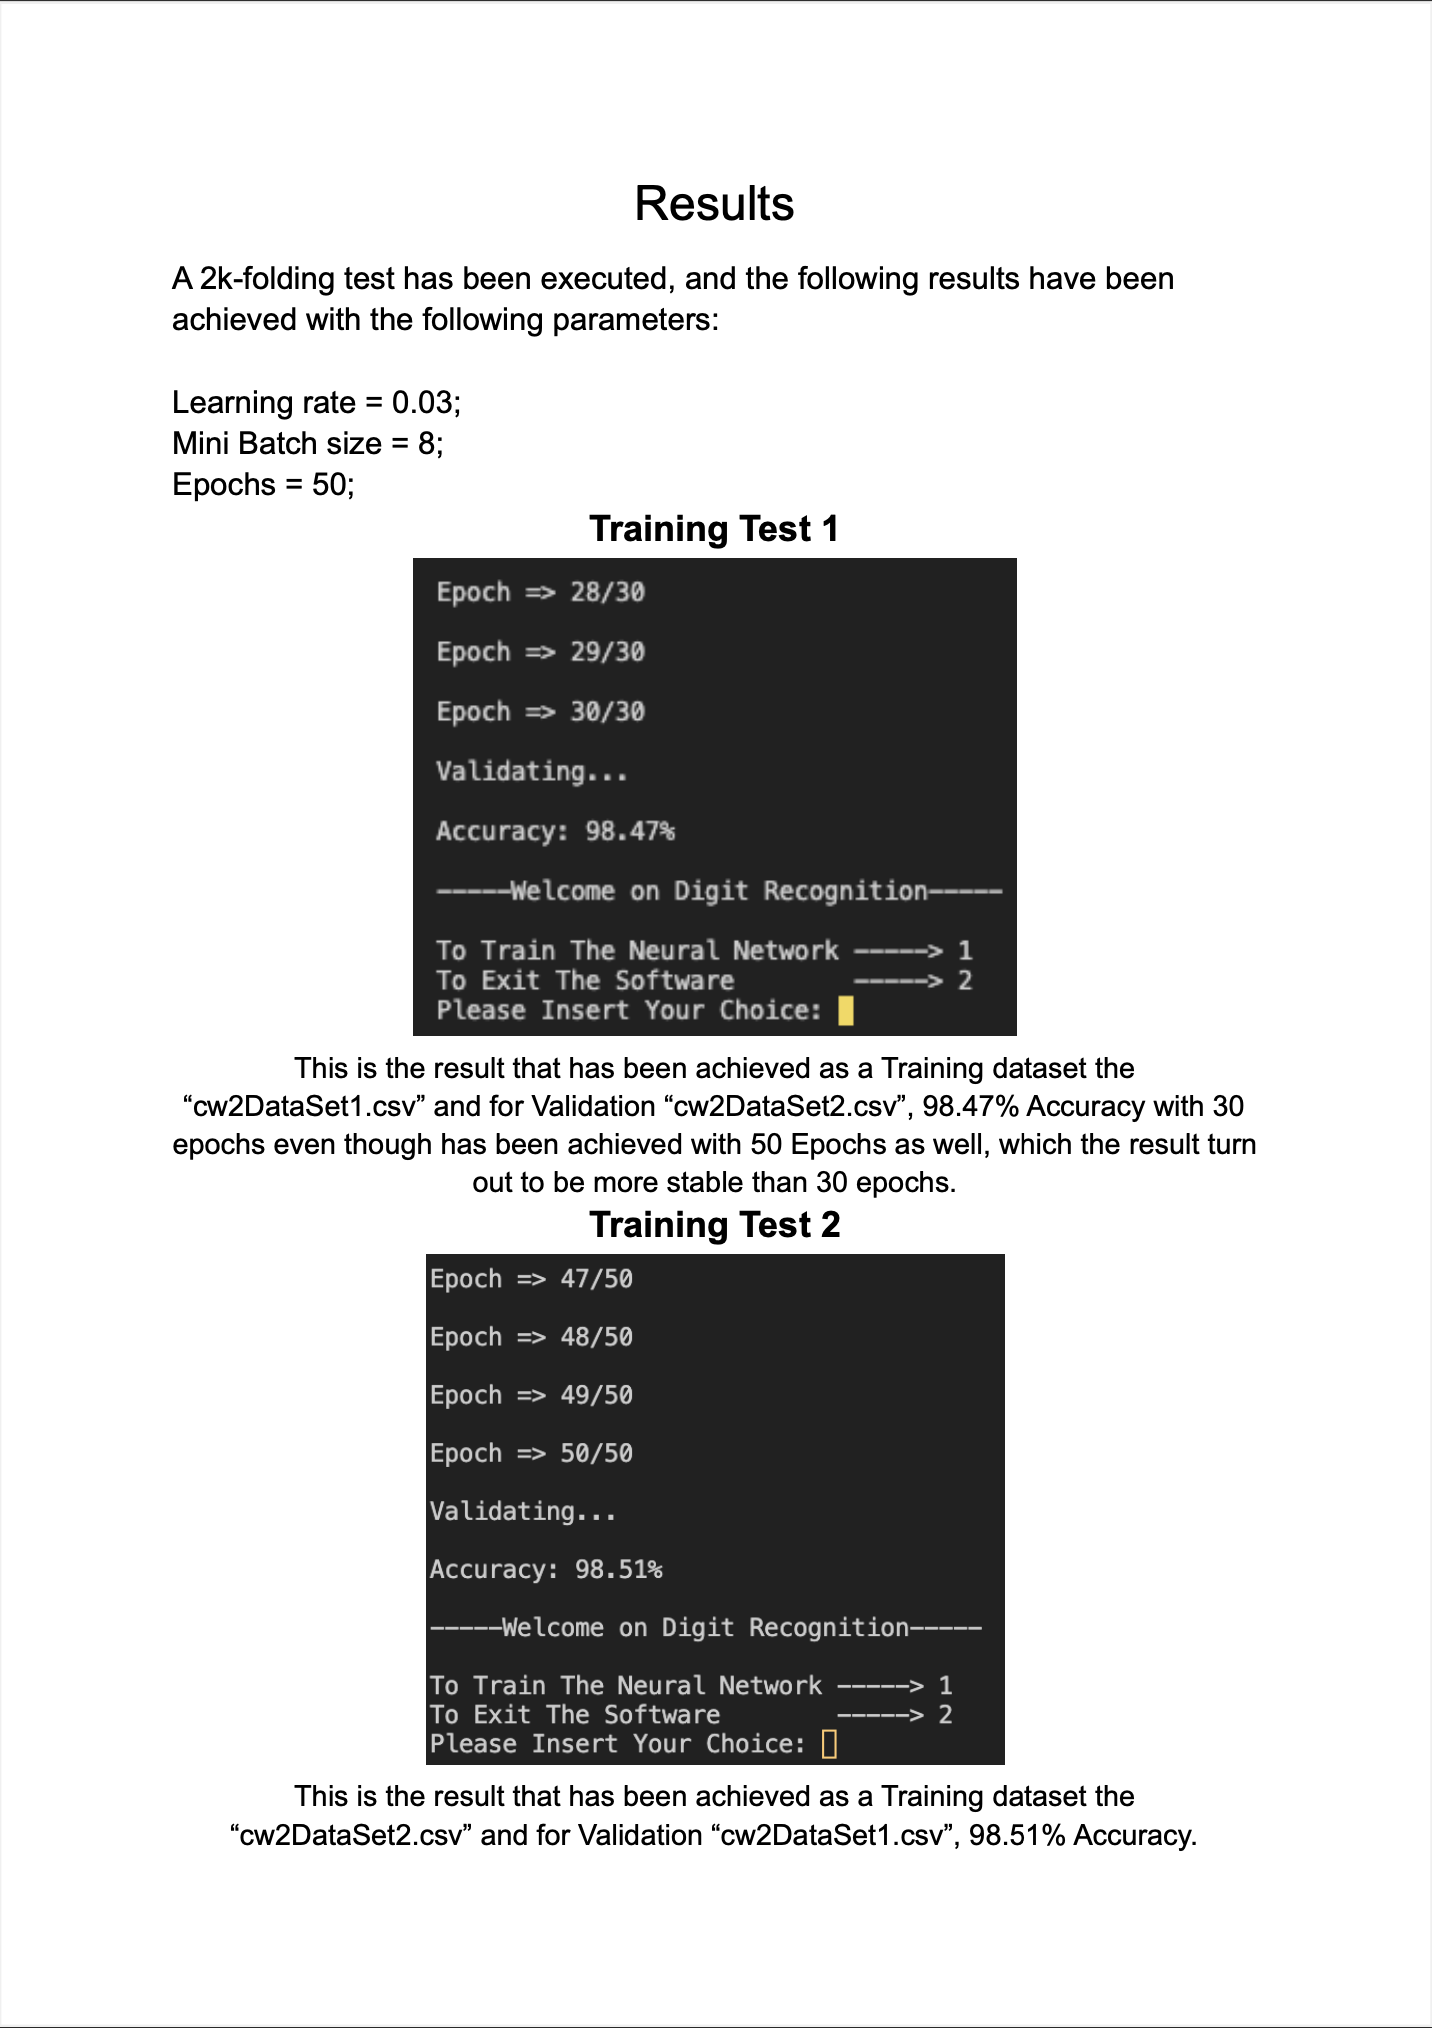 Results
A 2k-folding test has been executed, and the following results have been
achieved with the following parameters:
Learning rate = 0.03;
Mini Batch size = 8;
Epochs = 50;
Training Test 1
Epoch => 28/30
Epoch => 29/30
Epoch => 30/30
Validating...
Accuracy: 98.47%
-----Welcome on Digit Recognition-----
To Train The Neural Network -----> 1
To Exit The Software        -----> 2
Please Insert Your Choice:
This is the result that has been achieved as a Training dataset the
“cw2DataSet1.csv” and for Validation “cw2DataSet2.csv”, 98.47% Accuracy with 30
epochs even though has been achieved with 50 Epochs as well, which the result turn
out to be more stable than 30 epochs.
Training Test 2
Epoch => 47/50
Epoch => 48/50
Epoch => 49/50
Epoch => 50/50
Validating...
Accuracy: 98.51%
-----Welcome on Digit Recognition-----
To Train The Neural Network -----> 1
To Exit The Software        -----> 2
Please Insert Your Choice:
This is the result that has been achieved as a Training dataset the
“cw2DataSet2.csv” and for Validation “cw2DataSet1.csv”, 98.51% Accuracy.